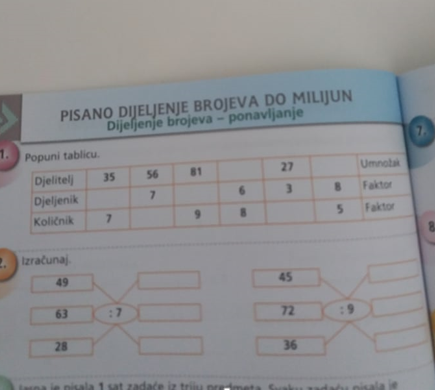 PISANO DIJELJENJE BROJEVA DO MILIJUN
Dijeljenje brojeva – ponavljanje
1. Popuni tablicu.
Djelitelj 35 56 81 27 Umnožak
Djeljenik 7 6 3 8 Faktor
Količnik 7 9 8 5 Faktor
2. Izračunaj.
49 45
63 :7 72 :9
28 36
7.
8
Jasna je pisala 1 sat zadaće iz triju predmeta. Svaku zadaću pisala je